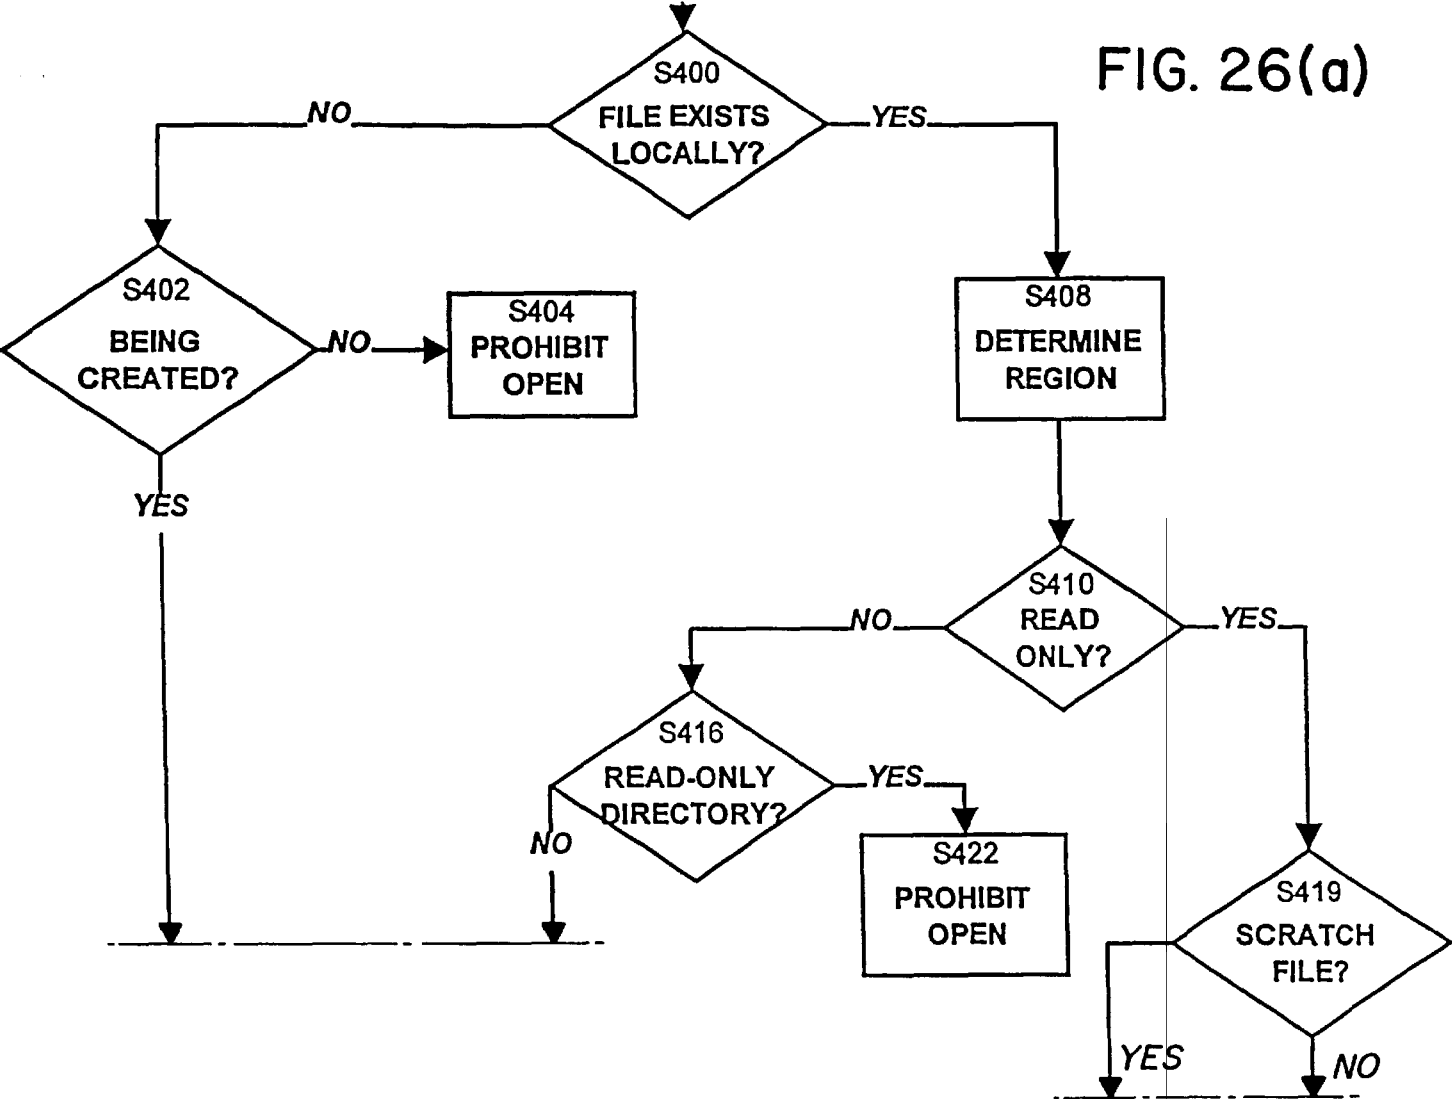 FIG. 26(a)
S400
FILE EXISTS
LOCALLY?
NO
YES
S402
BEING
CREATED?
NO
S404
PROHIBIT
OPEN
YES
S408
DETERMINE
REGION
S410
READ
ONLY?
NO
YES
S416
READ-ONLY
DIRECTORY?
YES
NO
S422
PROHIBIT
OPEN
S419
SCRATCH
FILE?
YES
NO